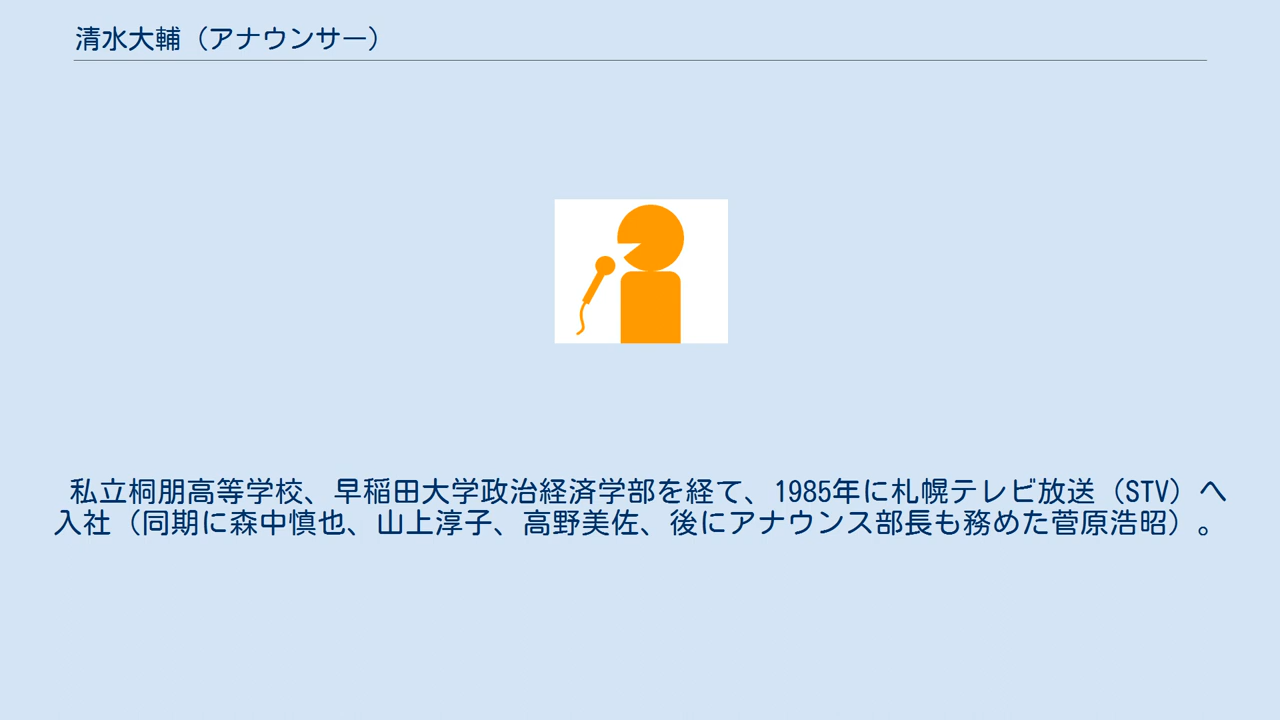 清水大輔（アナウンサー）
私立桐朋高等学校、早稲田大学政治経済学部を経て、1985年に札幌テレビ放送（STV）へ
入社（同期に森中慎也、山上淳子、高野美佐、後にアナウンス部長も務めた菅原浩昭）。